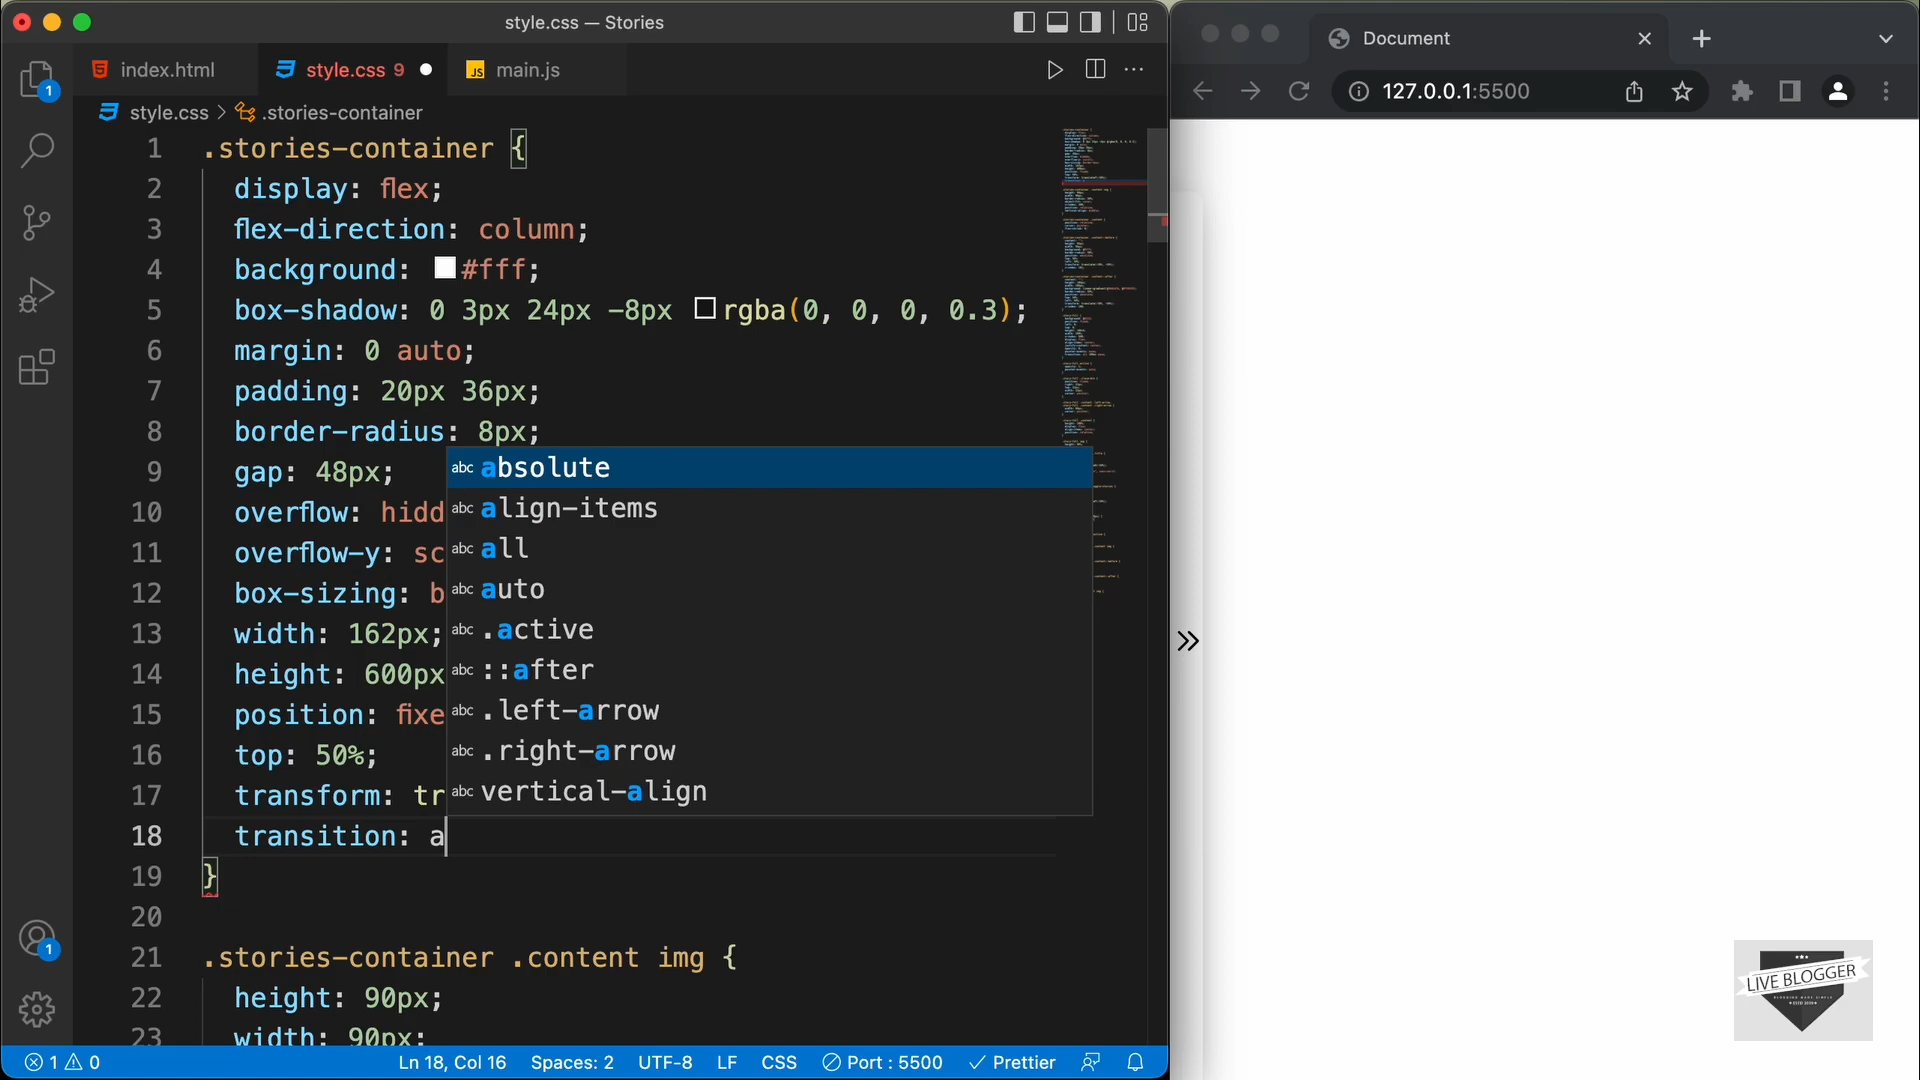 style.css — Stories
index.html
style.css 9
JS main.js
style.css > .stories-container
1 .stories-container {
2 display: flex;
3 flex-direction: column;
4 background: #fff;
5 box-shadow: 0 3px 24px -8px rgba(0, 0, 0, 0.3);
6 margin: 0 auto;
7 padding: 20px 36px;
8 border-radius: 8px;
9 gap: 48px;
10 overflow: hidd
11 overflow-y: sc
12 box-sizing: b
13 width: 162px;
14 height: 600px
15 position: fixe
16 top: 50%;
17 transform: tr
18 transition: a
19 }
20
21 .stories-container .content img {
22 height: 90px;
23 width: 90px;
abc absolute
abc align-items
abc all
abc auto
abc .active
abc ::after
abc .left-arrow
abc .right-arrow
abc vertical-align
1
1
1 0
Ln 18, Col 16
Spaces: 2
UTF-8
LF
CSS
Port : 5500
Prettier
Document
127.0.0.1:5500
LIVE BLOGGER